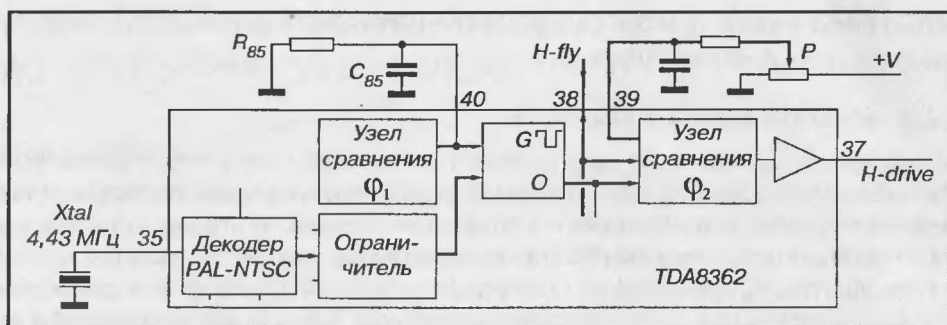 R85
C85
H-fly
P
+V
40
38
39
Узел
сравнения
φ1
G
O
Узел
сравнения
φ2
37
H-drive
Xtal
4,43 МГц
35
Декодер
PAL-NTSC
Ограни-
читель
TDA8362